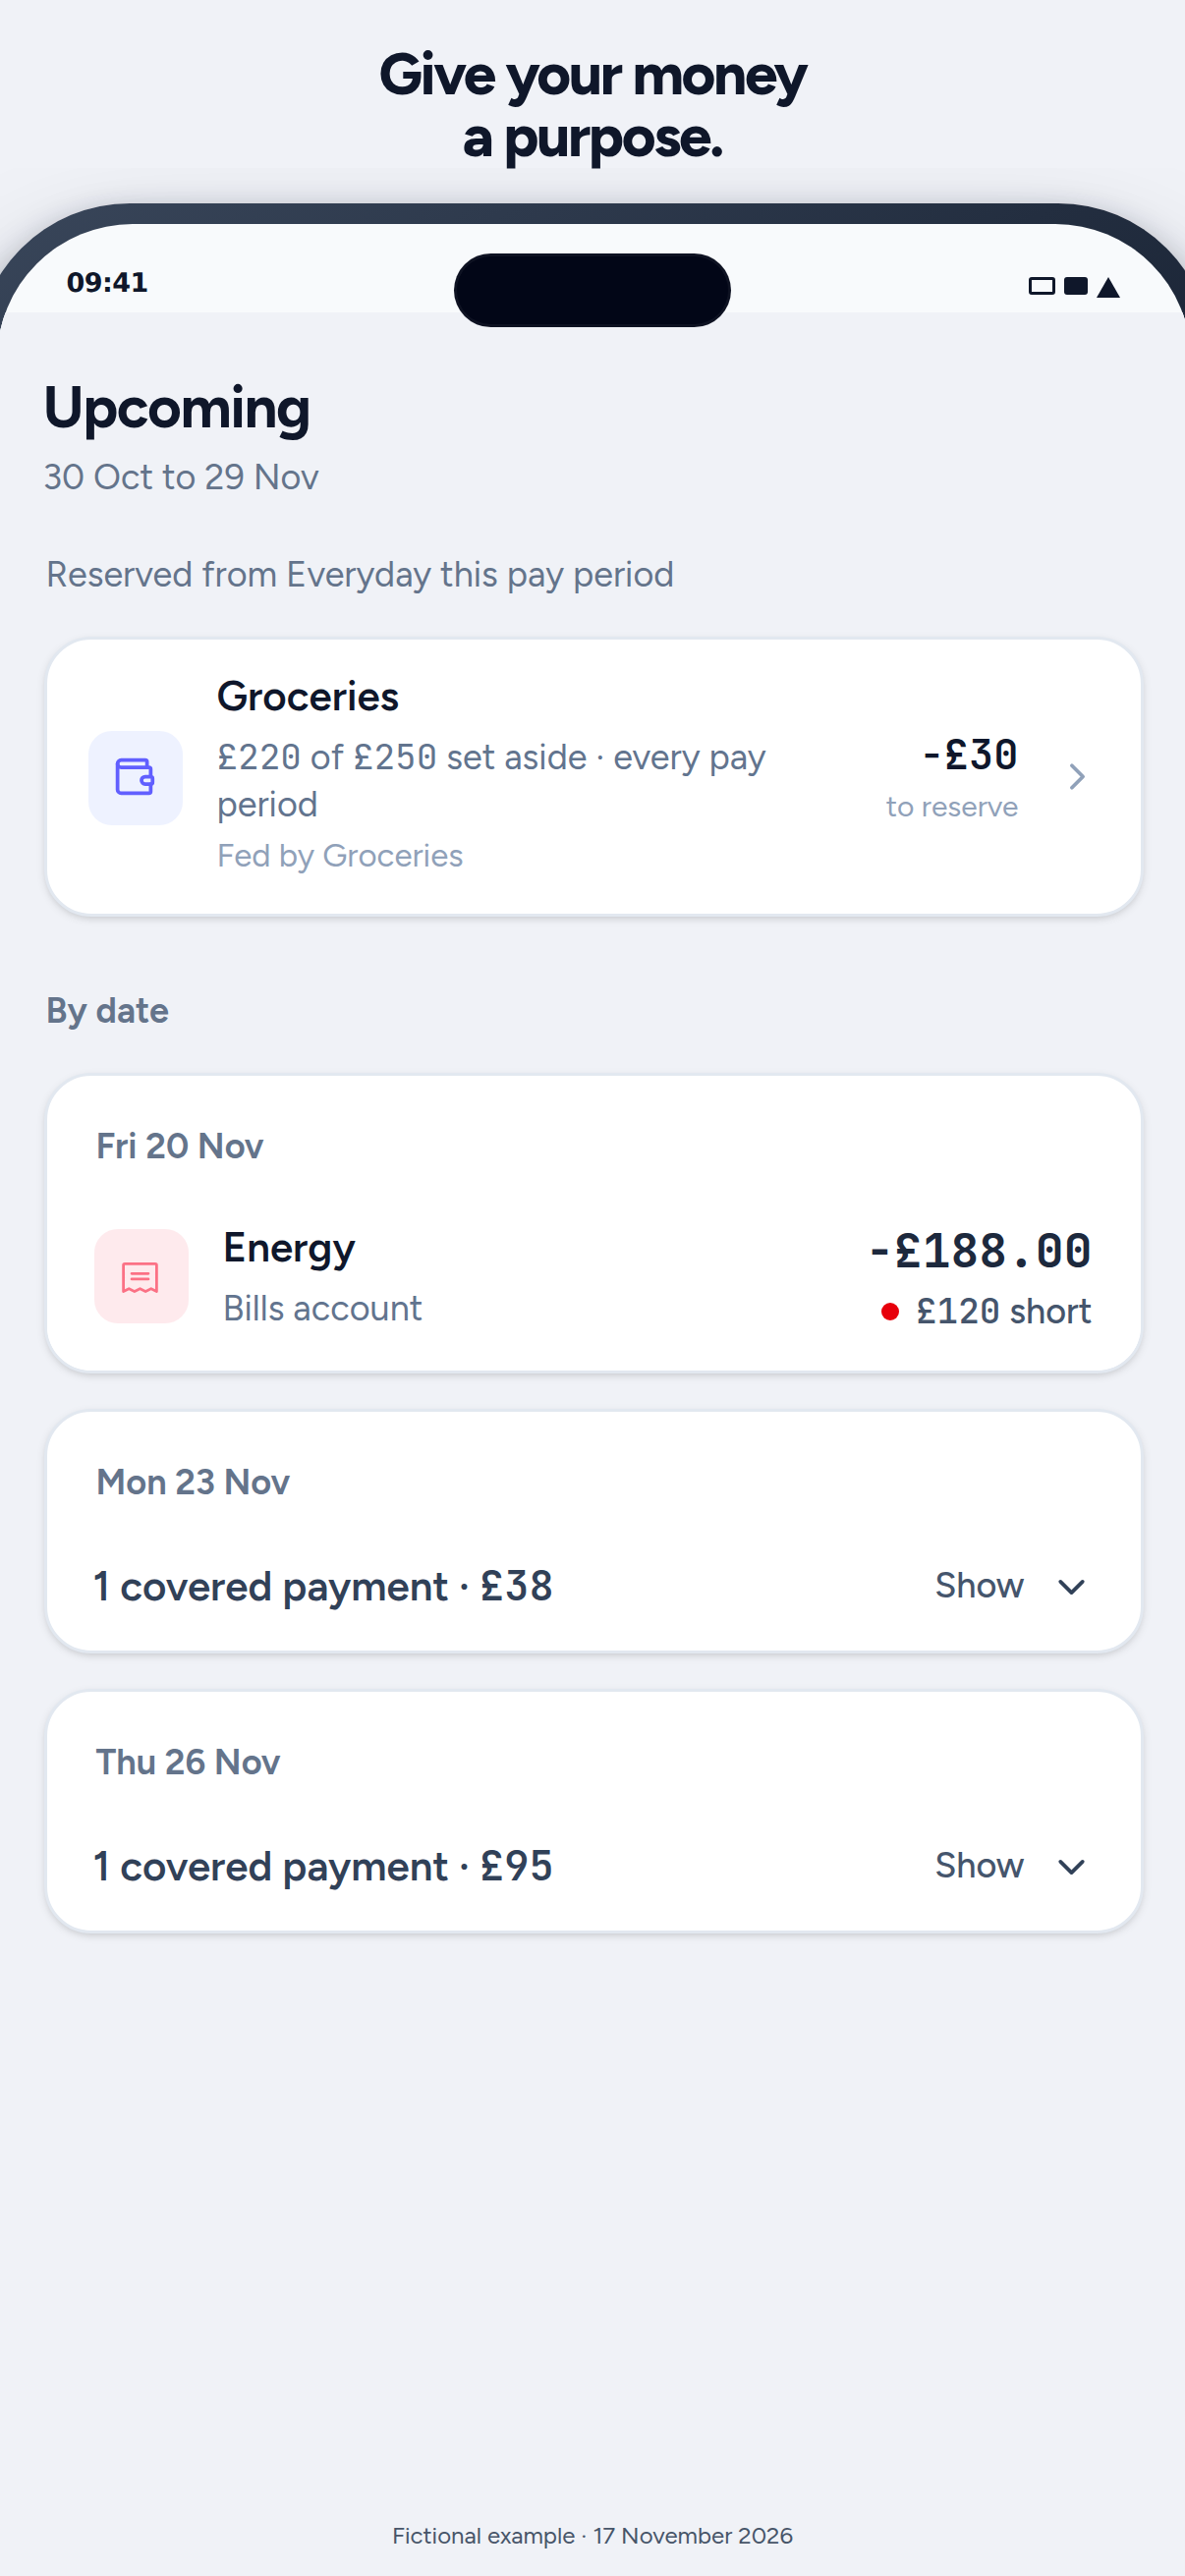 Give your money
a purpose.
09:41
Upcoming
30 Oct to 29 Nov
Reserved from Everyday this pay period
Groceries
£220 of £250 set aside · every pay
period
Fed by Groceries
-£30
to reserve
By date
Fri 20 Nov
Energy
Bills account
-£188.00
£120 short
Mon 23 Nov
1 covered payment · £38
Show
Thu 26 Nov
1 covered payment · £95
Show
Fictional example · 17 November 2026